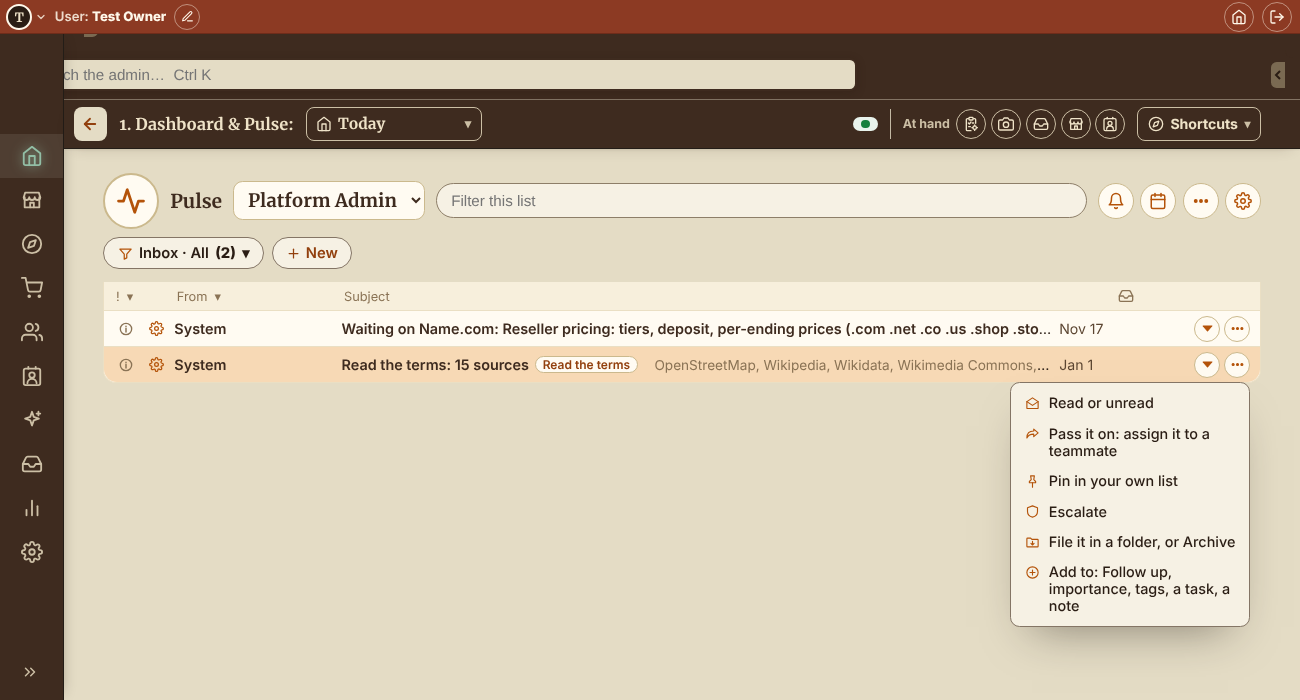 T User: Test Owner
ch the admin… Ctrl K
1. Dashboard & Pulse: Today ▾ At hand Shortcuts ▾
Pulse Platform Admin Filter this list
Inbox · All (2) ▾ + New
! ▾ From ▾ Subject
System Waiting on Name.com: Reseller pricing: tiers, deposit, per-ending prices (.com .net .co .us .shop .sto… Nov 17
System Read the terms: 15 sources Read the terms OpenStreetMap, Wikipedia, Wikidata, Wikimedia Commons,… Jan 1
Read or unread
Pass it on: assign it to a
teammate
Pin in your own list
Escalate
File it in a folder, or Archive
Add to: Follow up,
importance, tags, a task, a
note